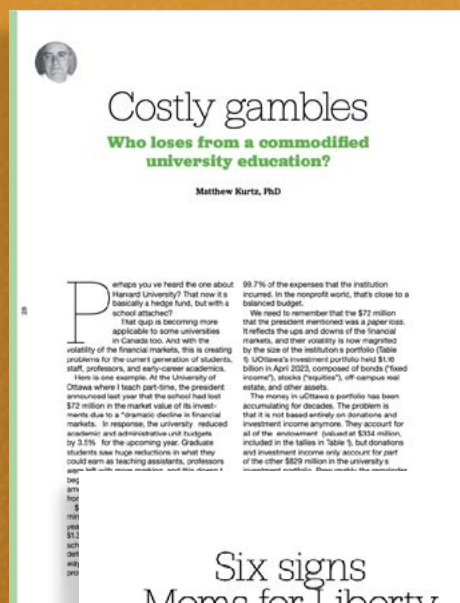 Costly gambles
Who loses from a commodified
university education?
Matthew Kurtz, PhD
Perhaps you ve heard the one about
Harvard University? That now it s
basically a hedge fund, but with a
school attached?
That quip is becoming more
applicable to some universities
in Canada too. And with the
volatility of the financial markets, this is creating
problems for the current generation of students,
staff, professors, and early-career academics.
Here is one example. At the University of
Ottawa where I teach part-time, the president
announced last year that the school had lost
$72 million in the market value of its invest-
ments due to a "dramatic decline in financial
markets. In response, the university reduced
academic and administrative unit budgets
by 3.5% for the upcoming year. Graduate
students saw huge reductions in what they
could earn as teaching assistants, professors
were left with more marking, and this doesn t
99.7% of the expenses that the institution
incurred. In the nonprofit world, that's close to a
balanced budget.
We need to remember that the $72 million
that the president mentioned was a paper loss.
It reflects the ups and downs of the financial
markets, and their volatility is now magnified
by the size of the institution s portfolio (Table
1). UOttawa's investment portfolio held $1.16
billion in April 2023, composed of bonds ("fixed
income"), stocks ("equities"), off-campus real
estate, and other assets.
The money in uOttawa s portfolio has been
accumulating for decades. The problem is
that it is not based entirely on donations and
investment income anymore. They account for
all of the endowment (valued at $334 million,
included in the tallies in Table 1), but donations
and investment income only account for part
of the other $829 million in the university s
investment portfolio. Presumably the remainder
Six signs
Moms for Liberty